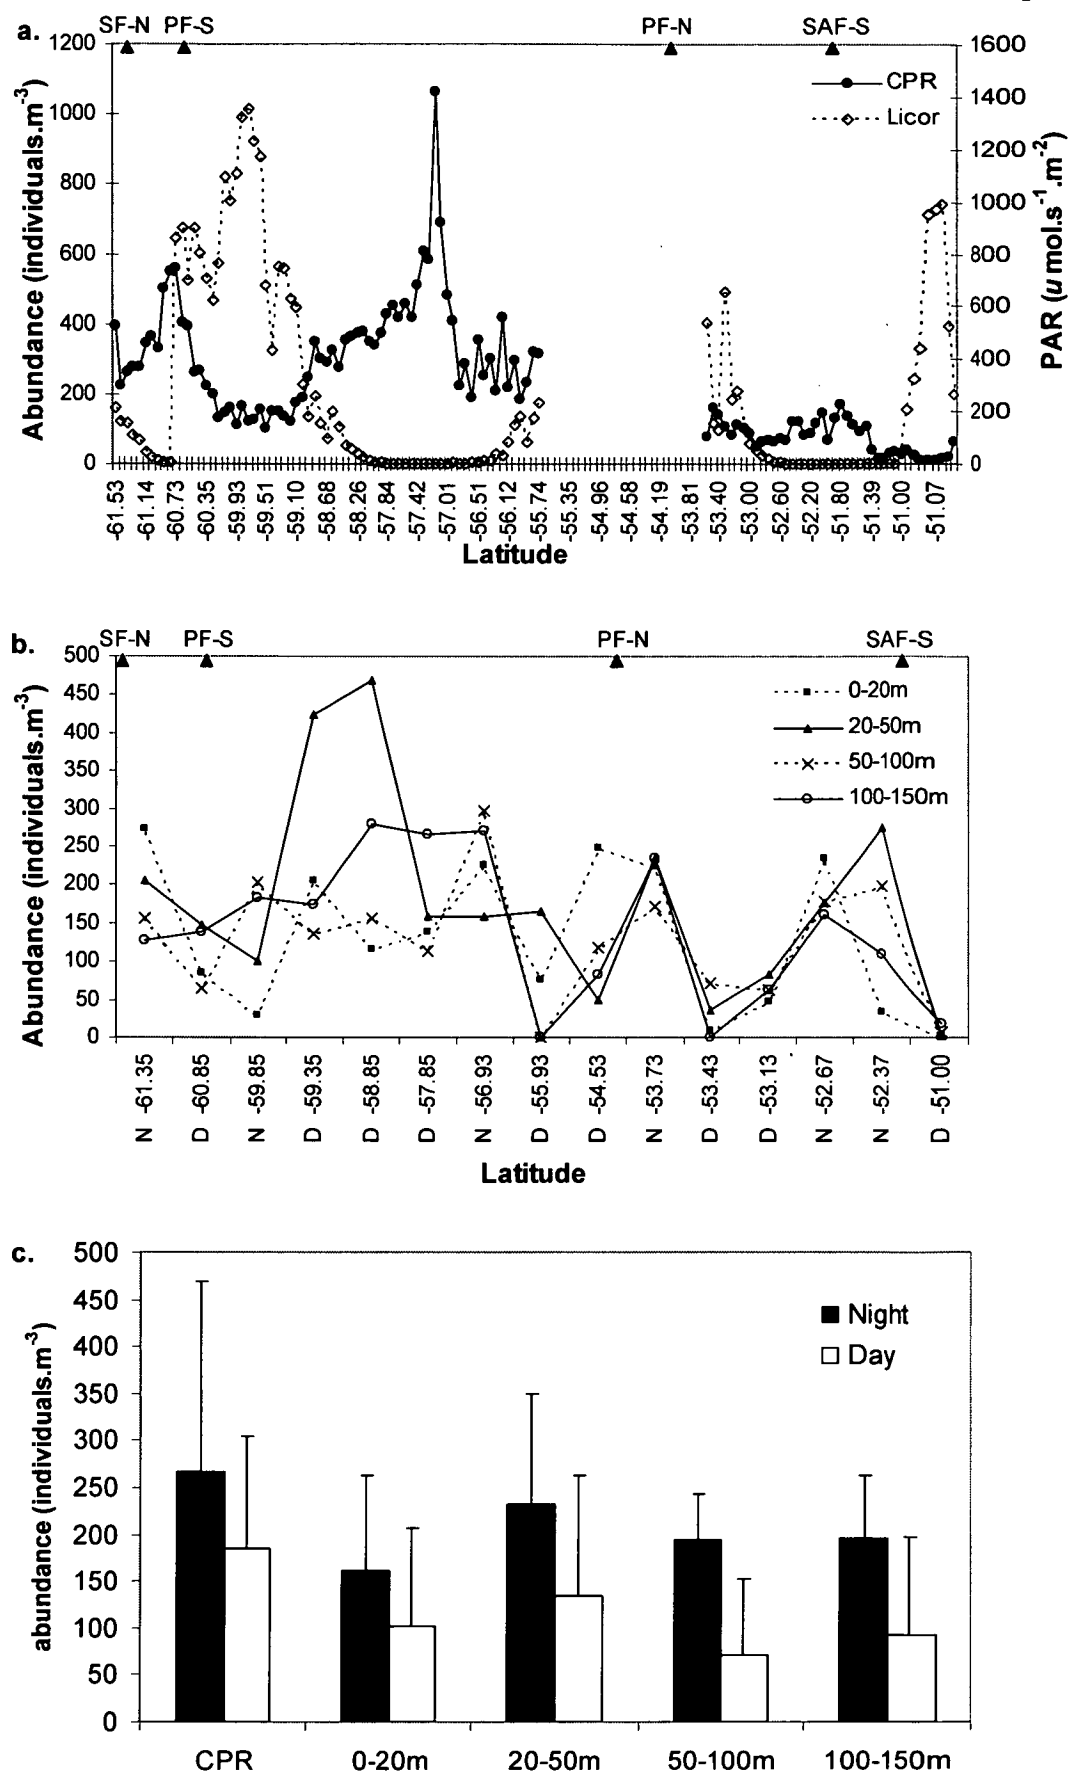 a.
SF-N PF-S PF-N SAF-S
Abundance (individuals.m-3)
1200
1000
800
600
400
200
0
1600
1400
1200
1000
800
600
400
200
0
PAR (umol.s-1.m-2)
CPR
Licor
-61.53 -61.14 -60.73 -60.35 -59.93 -59.51 -59.10 -58.68 -58.26 -57.84 -57.42 -57.01 -56.51 -56.12 -55.74 -55.35 -54.96 -54.58 -54.19 -53.81 -53.40 -53.00 -52.60 -52.20 -51.80 -51.39 -51.00 -51.07
Latitude
b.
SF-N PF-S PF-N SAF-S
Abundance (individuals.m-3)
500
450
400
350
300
250
200
150
100
50
0
0-20m
20-50m
50-100m
100-150m
N -61.35
D -60.85
N -59.85
D -59.35
D -58.85
D -57.85
N -56.93
D -55.93
D -54.53
N -53.73
D -53.43
D -53.13
N -52.67
N -52.37
D -51.00
Latitude
c.
abundance (individuals.m-3)
500
450
400
350
300
250
200
150
100
50
0
Night
Day
CPR 0-20m 20-50m 50-100m 100-150m